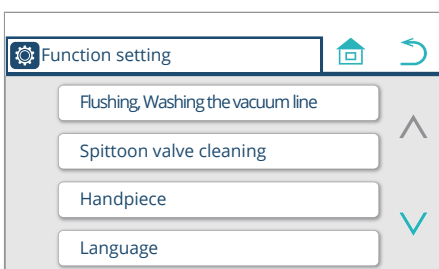 Function setting
Flushing, Washing the vacuum line
Spittoon valve cleaning
Handpiece
Language